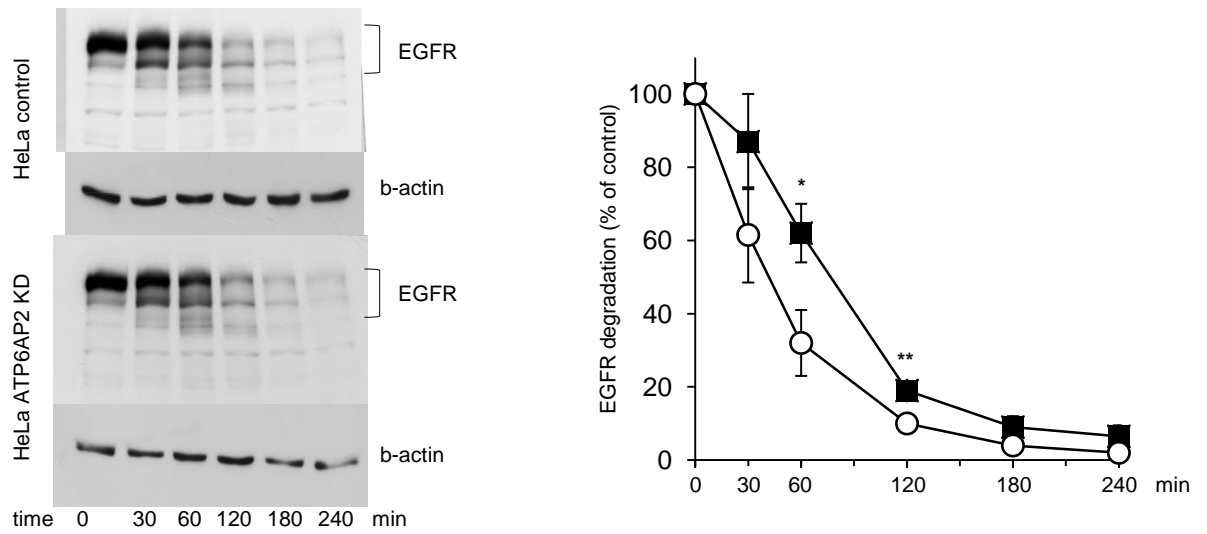 HeLa control
EGFR
b-actin
HeLa ATP6AP2 KD
EGFR
b-actin
time 0 30 60 120 180 240 min
EGFR degradation (% of control)
100
80
60
40
20
0
*
**
0 30 60 120 180 240 min